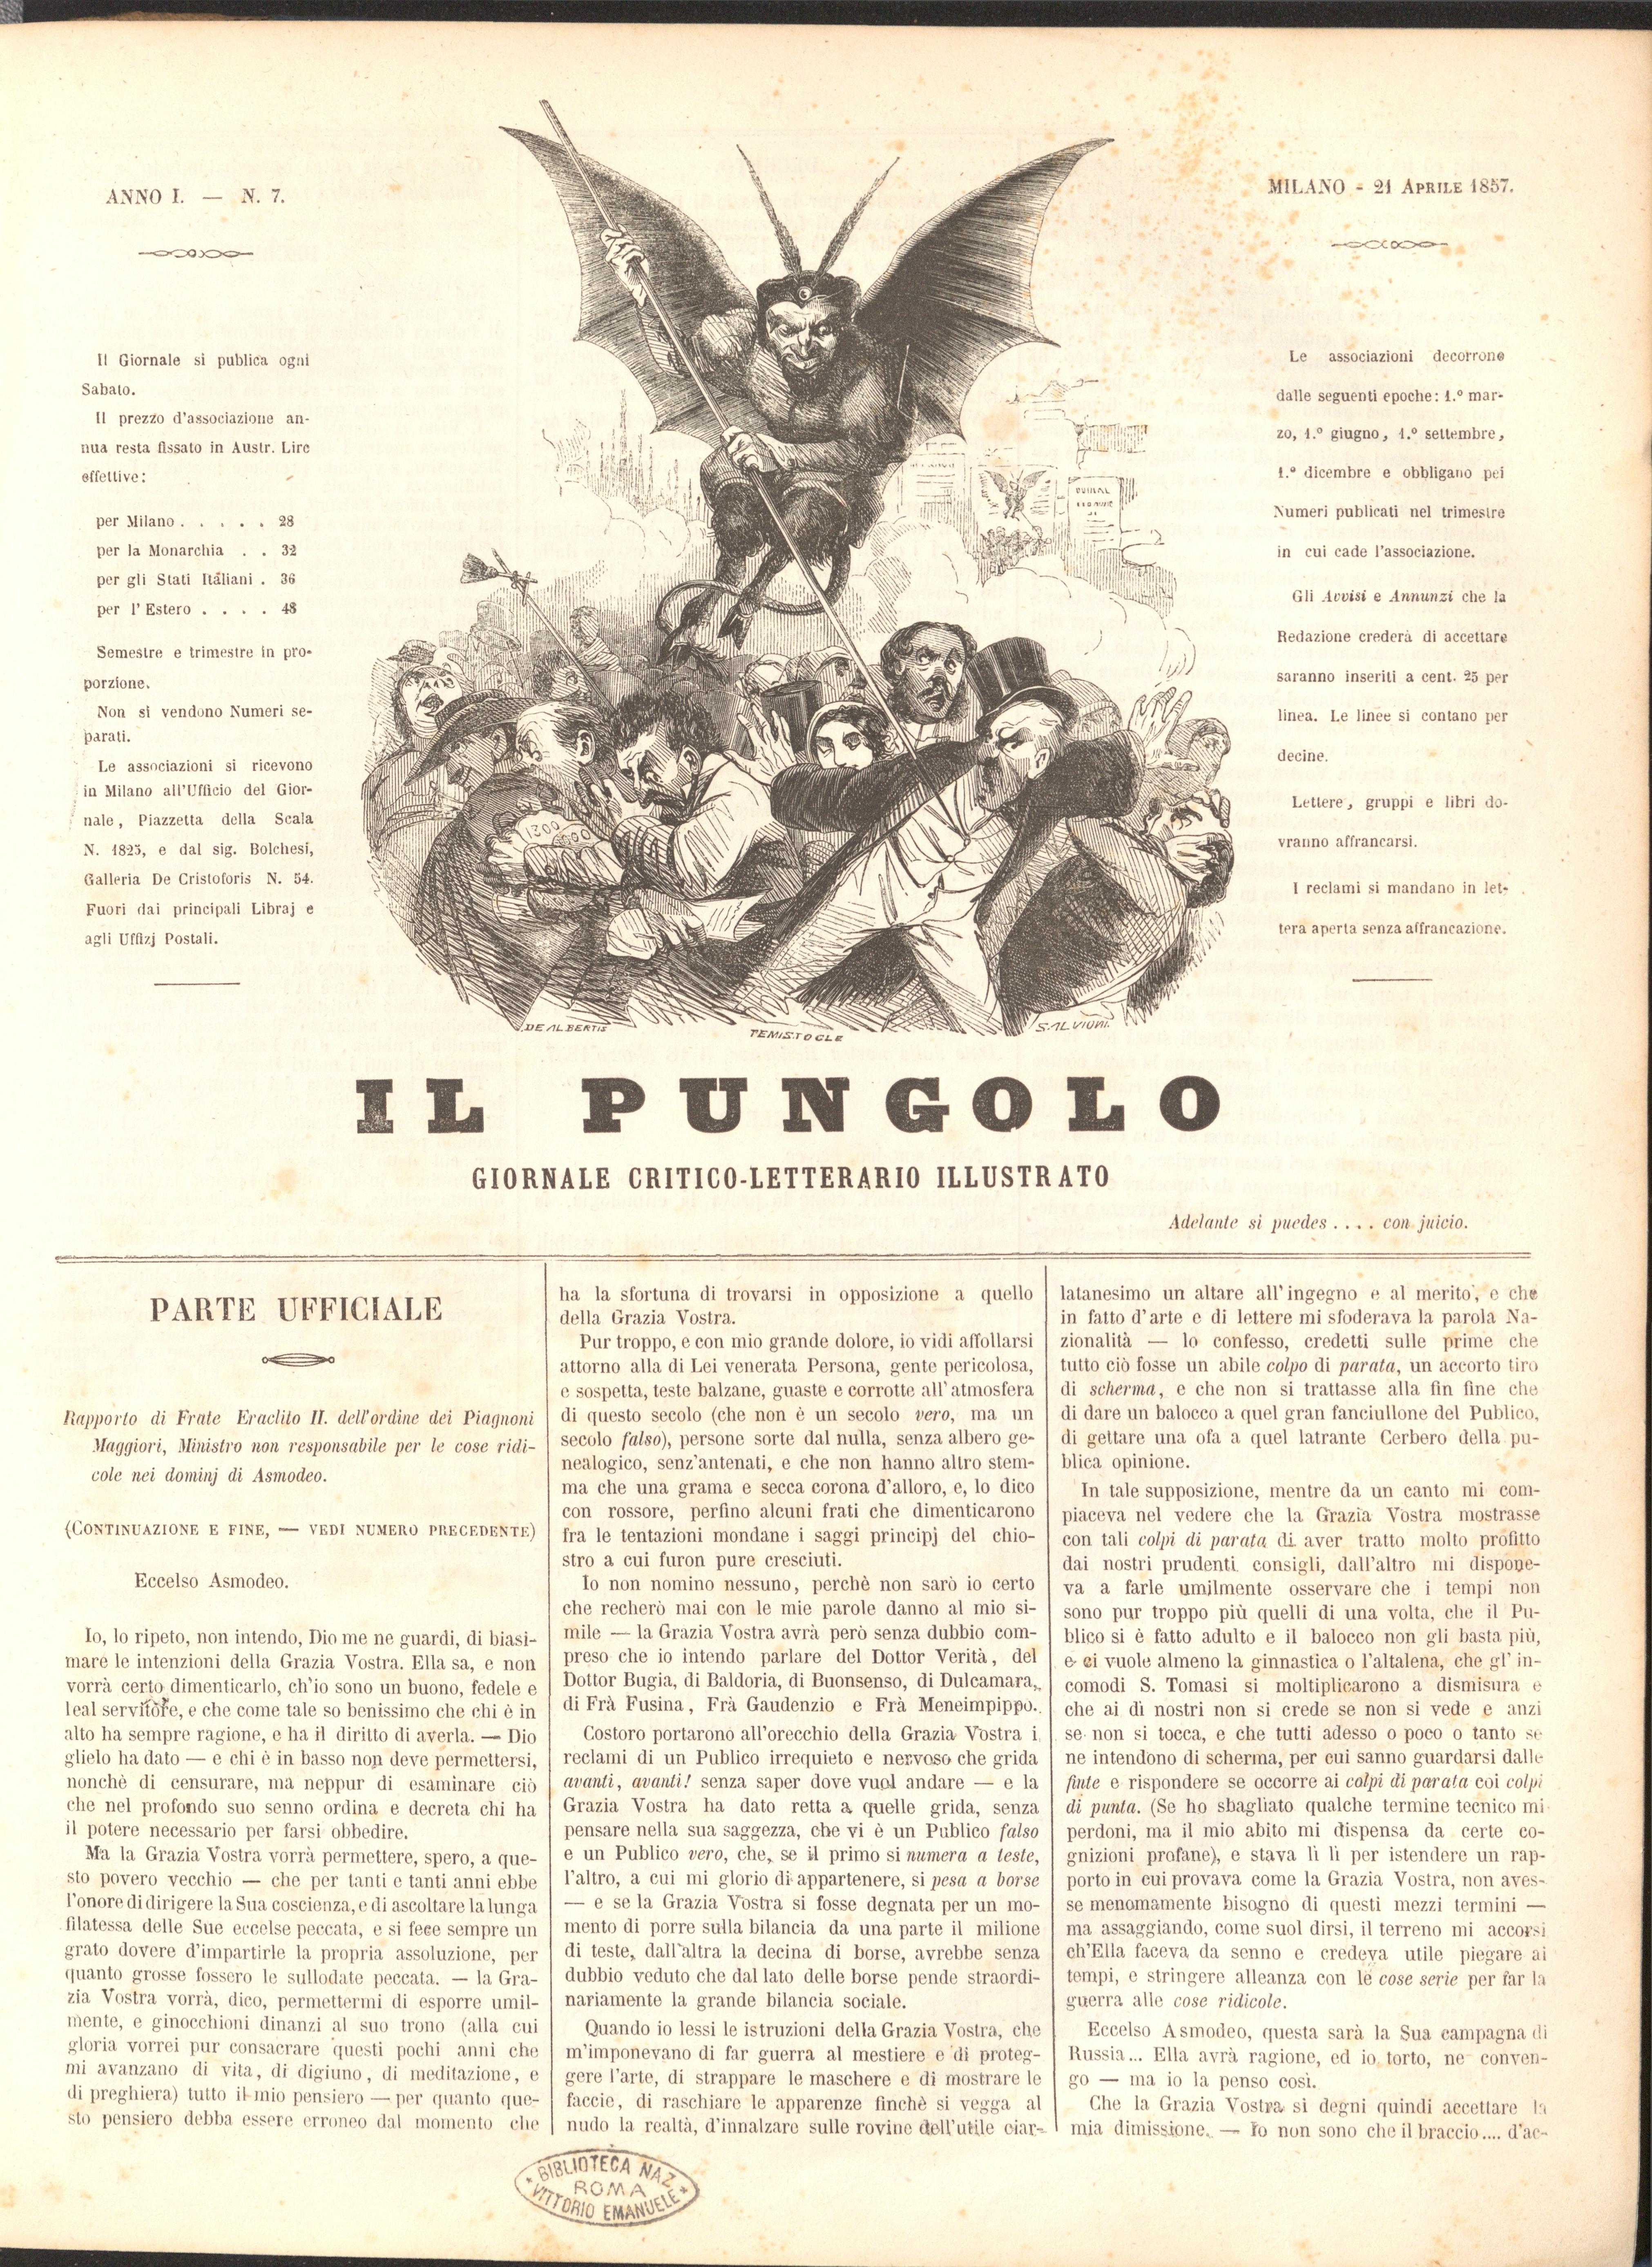 ANNO I. — N. 7.
MILANO - 21 APRILE 1857.
Il Giornale si publica ogni
Sabato.
Il prezzo d'associazione an-
nua resta fissato in Austr. Lire
effettive:
per Milano . . . . . 28
per la Monarchia . . 32
per gli Stati Italiani . 36
per l'Estero . . . . 48
Semestre e trimestre in pro-
porzione.
Non si vendono Numeri se-
parati.
Le associazioni si ricevono
in Milano all'Ufficio del Gior-
nale, Piazzetta della Scala
N. 1825, e dal sig. Bolchesi,
Galleria De Cristoforis N. 54.
Fuori dai principali Libraj e
agli Uffizj Postali.
Le associazioni decorrono
dalle seguenti epoche: 1.º mar-
zo, 1.º giugno, 1.º settembre,
1.º dicembre e obbligano pei
Numeri publicati nel trimestre
in cui cade l'associazione.
Gli Avvisi e Annunzi che la
Redazione crederà di accettare
saranno inseriti a cent. 25 per
linea. Le linee si contano per
decine.
Lettere, gruppi e libri do-
vranno affrancarsi.
I reclami si mandano in let-
tera aperta senza affrancazione.
DE ALBERTIS
TEMISTOCLE
SALVIONI.
IL PUNGOLO
GIORNALE CRITICO-LETTERARIO ILLUSTRATO
Adelante si puedes . . . . con juicio.
PARTE UFFICIALE
Rapporto di Frate Eraclito II. dell'ordine dei Piagnoni
Maggiori, Ministro non responsabile per le cose ridi-
cole nei dominj di Asmodeo.
(CONTINUAZIONE E FINE, — VEDI NUMERO PRECEDENTE)
Eccelso Asmodeo.
Io, lo ripeto, non intendo, Dio me ne guardi, di biasi-
mare le intenzioni della Grazia Vostra. Ella sa, e non
vorrà certo dimenticarlo, ch'io sono un buono, fedele e
leal servitore, e che come tale so benissimo che chi è in
alto ha sempre ragione, e ha il diritto di averla. — Dio
glielo ha dato — e chi è in basso non deve permettersi,
nonchè di censurare, ma neppur di esaminare ciò
che nel profondo suo senno ordina e decreta chi ha
il potere necessario per farsi obbedire.
Ma la Grazia Vostra vorrà permettere, spero, a que-
sto povero vecchio — che per tanti e tanti anni ebbe
l'onore di dirigere la Sua coscienza, e di ascoltare la lunga
filatessa delle Sue eccelse peccata, e si fece sempre un
grato dovere d'impartirle la propria assoluzione, per
quanto grosse fossero le sullodate peccata. — la Gra-
zia Vostra vorrà, dico, permettermi di esporre umil-
mente, e ginocchioni dinanzi al suo trono (alla cui
gloria vorrei pur consacrare questi pochi anni che
mi avanzano di vita, di digiuno, di meditazione, e
di preghiera) tutto il mio pensiero — per quanto que-
sto pensiero debba essere erroneo dal momento che
ha la sfortuna di trovarsi in opposizione a quello
della Grazia Vostra.
Pur troppo, e con mio grande dolore, io vidi affollarsi
attorno alla di Lei venerata Persona, gente pericolosa,
e sospetta, teste balzane, guaste e corrotte all'atmosfera
di questo secolo (che non è un secolo vero, ma un
secolo falso), persone sorte dal nulla, senza albero ge-
nealogico, senz'antenati, e che non hanno altro stem-
ma che una grama e secca corona d'alloro, e, lo dico
con rossore, perfino alcuni frati che dimenticarono
fra le tentazioni mondane i saggi principj del chio-
stro a cui furon pure cresciuti.
Io non nomino nessuno, perchè non sarò io certo
che recherò mai con le mie parole danno al mio si-
mile — la Grazia Vostra avrà però senza dubbio com-
preso che io intendo parlare del Dottor Verità, del
Dottor Bugia, di Baldoria, di Buonsenso, di Dulcamara,
di Frà Fusina, Frà Gaudenzio e Frà Meneimpippo.
Costoro portarono all'orecchio della Grazia Vostra i
reclami di un Publico irrequieto e nervoso che grida
avanti, avanti! senza saper dove vuol andare — e la
Grazia Vostra ha dato retta a quelle grida, senza
pensare nella sua saggezza, che vi è un Publico falso
e un Publico vero, che, se il primo si numera a teste,
l'altro, a cui mi glorio di appartenere, si pesa a borse
— e se la Grazia Vostra si fosse degnata per un mo-
mento di porre sulla bilancia da una parte il milione
di teste, dall'altra la decina di borse, avrebbe senza
dubbio veduto che dal lato delle borse pende straordi-
nariamente la grande bilancia sociale.
Quando io lessi le istruzioni della Grazia Vostra, che
m'imponevano di far guerra al mestiere e di proteg-
gere l'arte, di strappare le maschere e di mostrare le
faccie, di raschiare le apparenze finchè si vegga al
nudo la realtà, d'innalzare sulle rovine dell'utile ciar-
latanesimo un altare all'ingegno e al merito, e che
in fatto d'arte e di lettere mi sfoderava la parola Na-
zionalità — lo confesso, credetti sulle prime che
tutto ciò fosse un abile colpo di parata, un accorto tiro
di scherma, e che non si trattasse alla fin fine che
di dare un balocco a quel gran fanciullone del Publico,
di gettare una ofa a quel latrante Cerbero della pu-
blica opinione.
In tale supposizione, mentre da un canto mi com-
piaceva nel vedere che la Grazia Vostra mostrasse
con tali colpi di parata di aver tratto molto profitto
dai nostri prudenti consigli, dall'altro mi dispone-
va a farle umilmente osservare che i tempi non
sono pur troppo più quelli di una volta, che il Pu-
blico si è fatto adulto e il balocco non gli basta più,
e ci vuole almeno la ginnastica o l'altalena, che gl'in-
comodi S. Tomasi si moltiplicarono a dismisura e
che ai dì nostri non si crede se non si vede e anzi
se non si tocca, e che tutti adesso o poco o tanto se
ne intendono di scherma, per cui sanno guardarsi dalle
finte e rispondere se occorre ai colpi di parata coi colpi
di punta. (Se ho sbagliato qualche termine tecnico mi
perdoni, ma il mio abito mi dispensa da certe co-
gnizioni profane), e stava lì lì per istendere un rap-
porto in cui provava come la Grazia Vostra, non aves-
se menomamente bisogno di questi mezzi termini —
ma assaggiando, come suol dirsi, il terreno mi accorsi
ch'Ella faceva da senno e credeva utile piegare ai
tempi, e stringere alleanza con le cose serie per far la
guerra alle cose ridicole.
Eccelso Asmodeo, questa sarà la Sua campagna di
Russia... Ella avrà ragione, ed io torto, ne conven-
go — ma io la penso così.
Che la Grazia Vostra si degni quindi accettare la
mia dimissione. — Io non sono che il braccio.... d'ac-
BIBLIOTECA NAZ
ROMA
VITTORIO EMANUELE